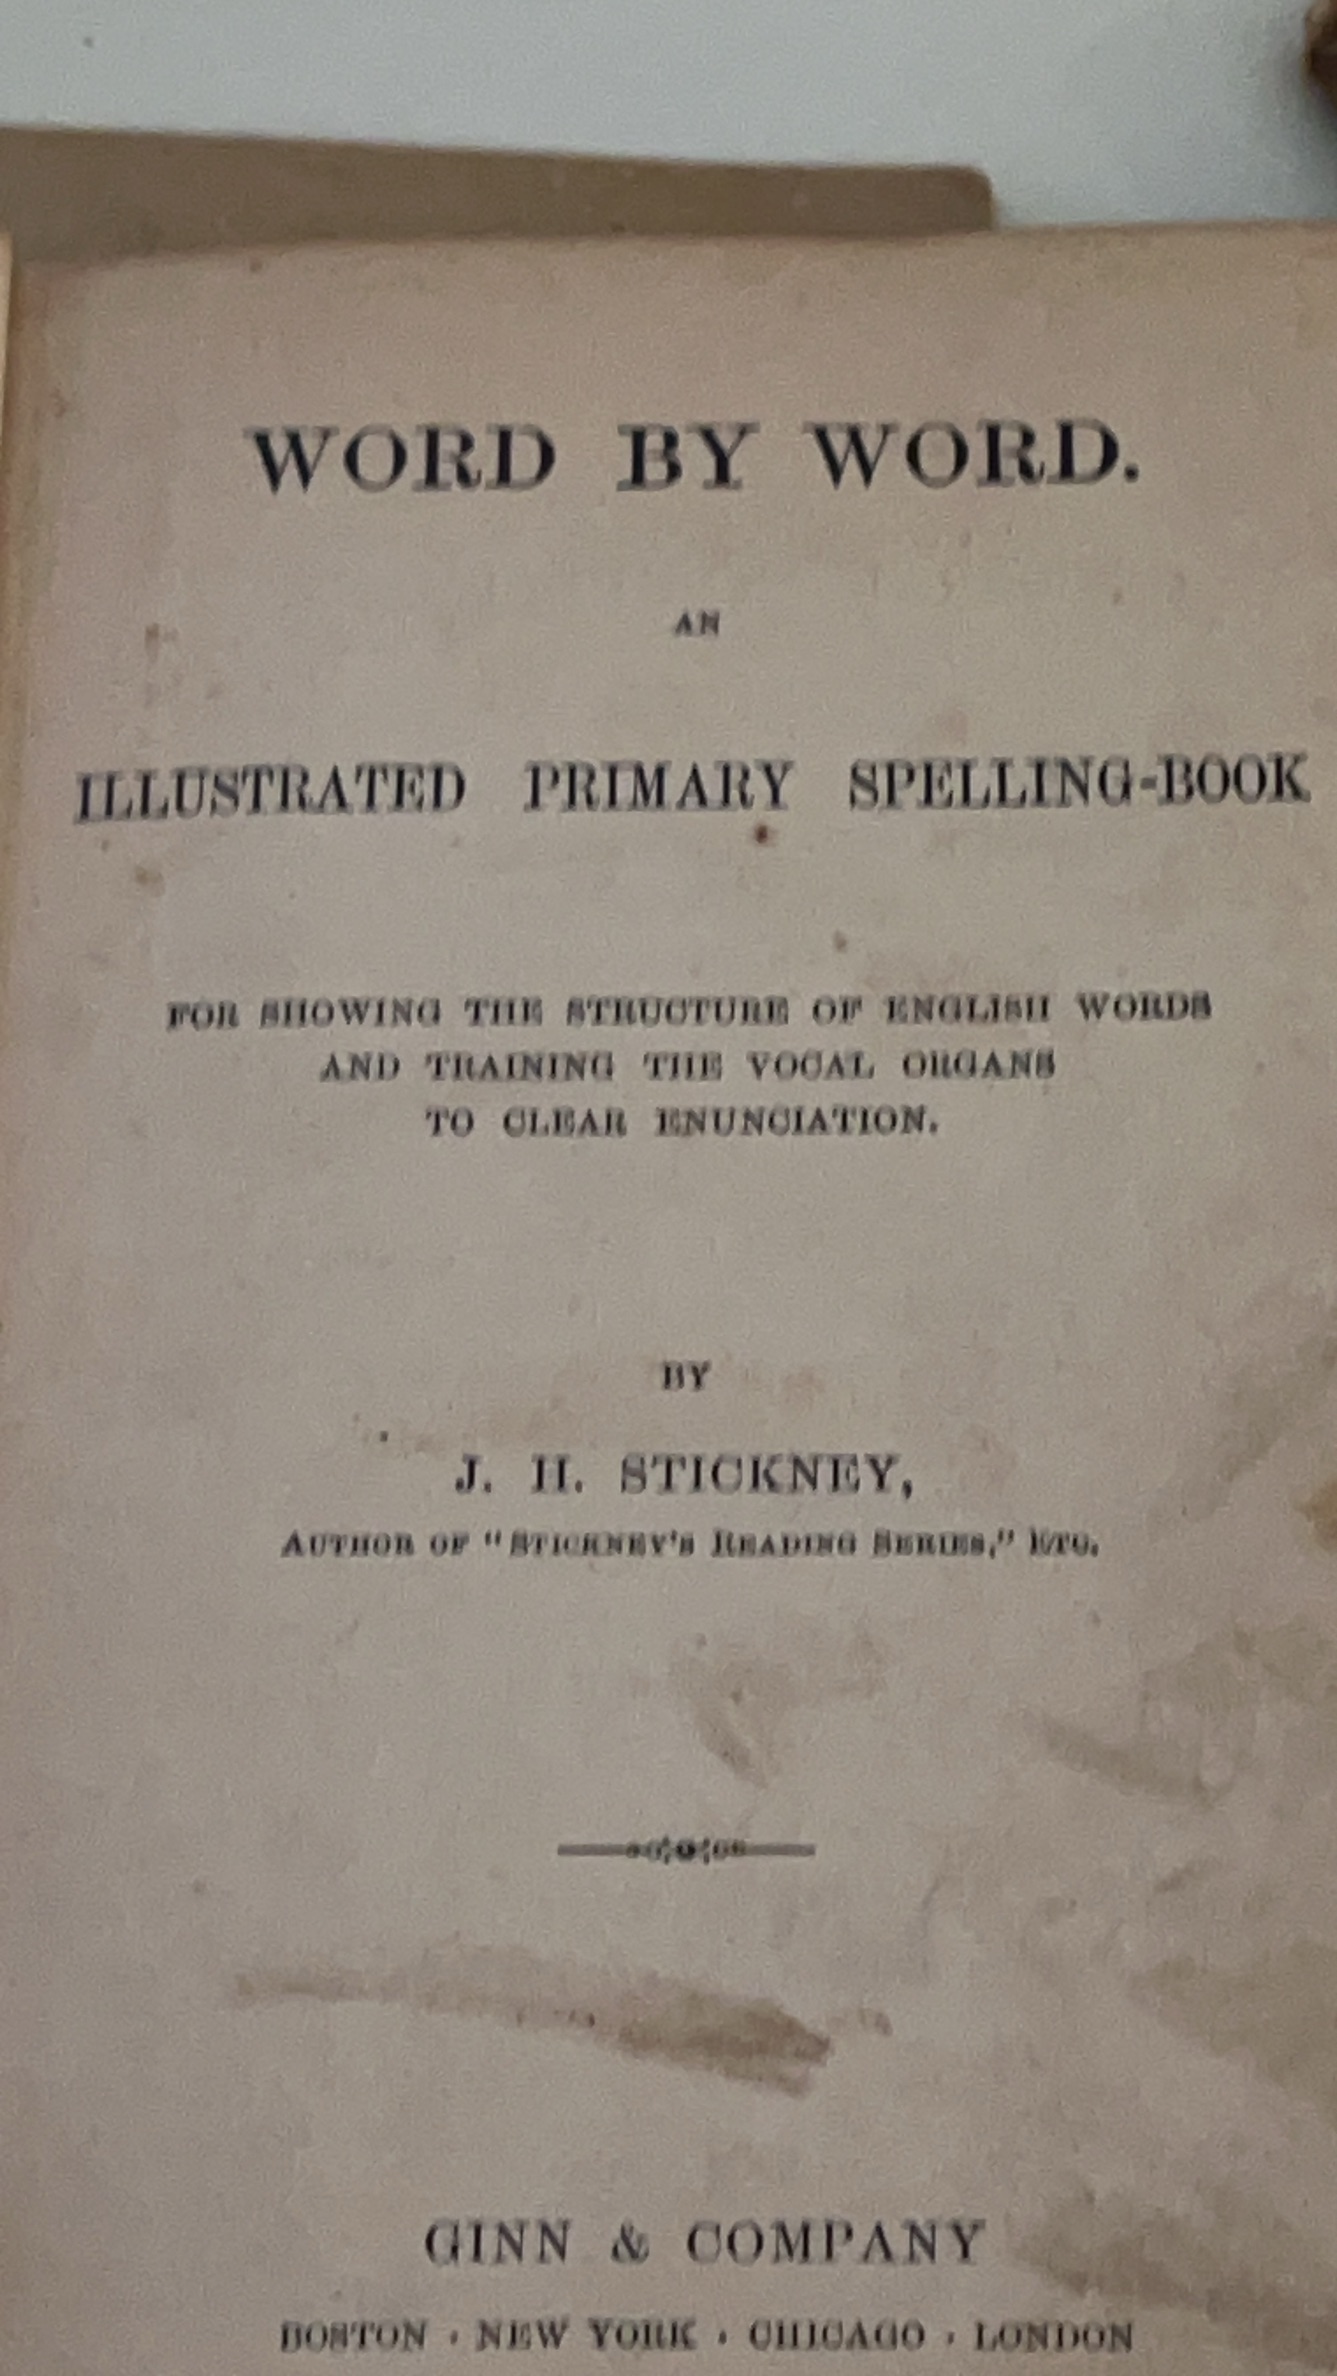 WORD BY WORD.
AN
ILLUSTRATED PRIMARY SPELLING-BOOK
FOR SHOWING THE STRUCTURE OF ENGLISH WORDS
AND TRAINING THE VOCAL ORGANS
TO CLEAR ENUNCIATION.
BY
J. H. STICKNEY,
AUTHOR OF "STICKNEY'S READING SERIES," ETC.
GINN & COMPANY
BOSTON · NEW YORK · CHICAGO · LONDON